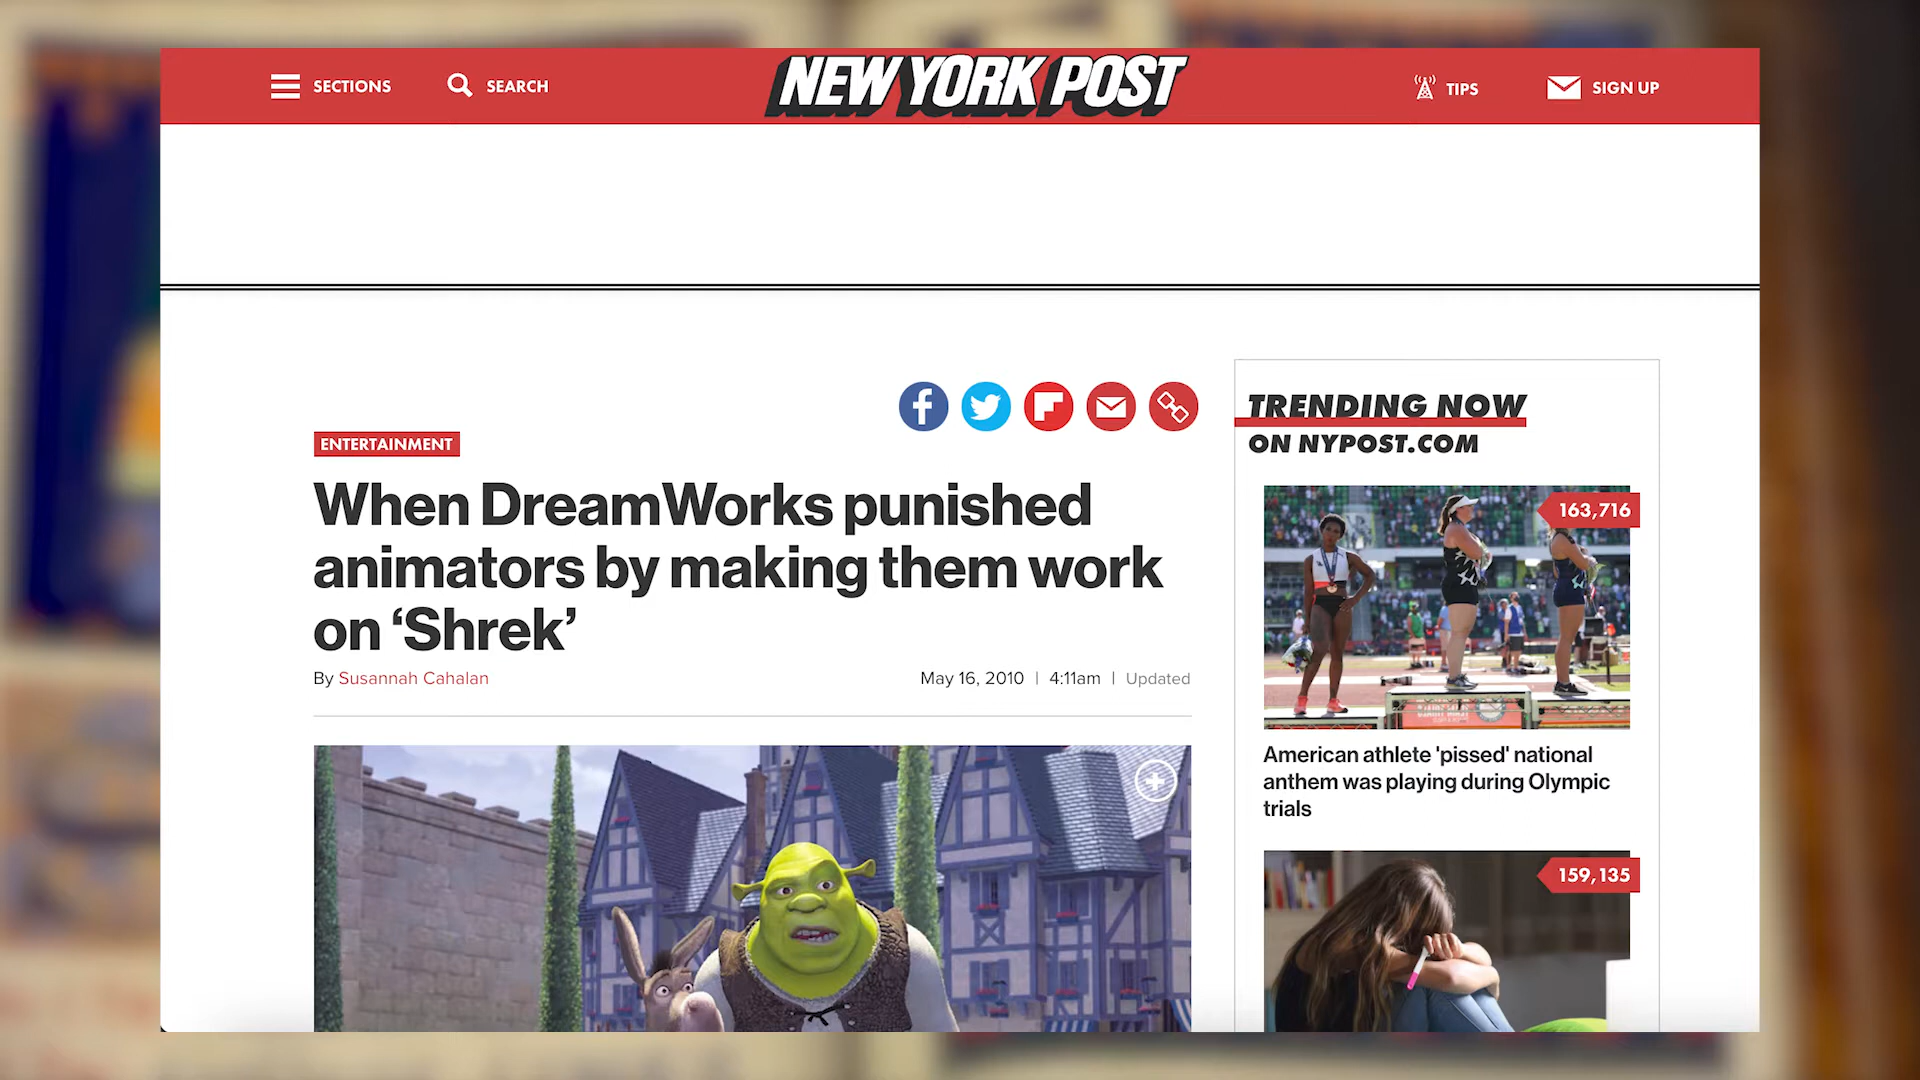 SECTIONS
SEARCH
NEW YORK POST
TIPS
SIGN UP
ENTERTAINMENT
When DreamWorks punished
animators by making them work
on ‘Shrek’
By Susannah Cahalan
May 16, 2010 | 4:11am | Updated
TRENDING NOW
ON NYPOST.COM
163,716
American athlete 'pissed' national
anthem was playing during Olympic
trials
159,135